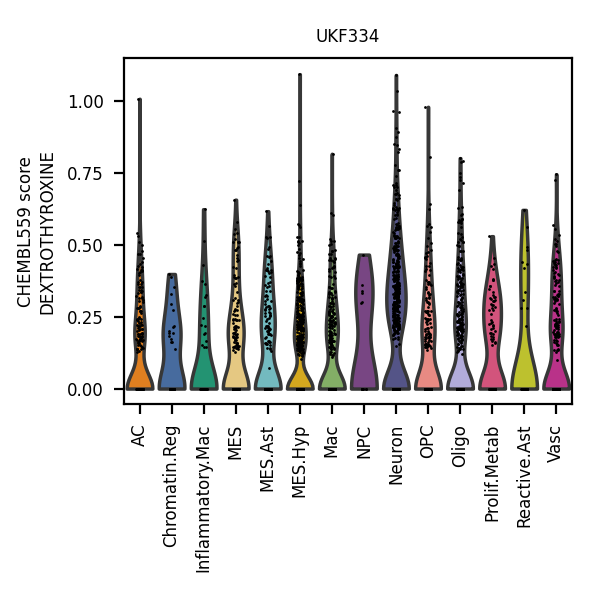 UKF334
CHEMBL559 score
DEXTROTHYROXINE
1.00
0.75
0.50
0.25
0.00
AC
Chromatin.Reg
Inflammatory.Mac
MES
MES.Ast
MES.Hyp
Mac
NPC
Neuron
OPC
Oligo
Prolif.Metab
Reactive.Ast
Vasc